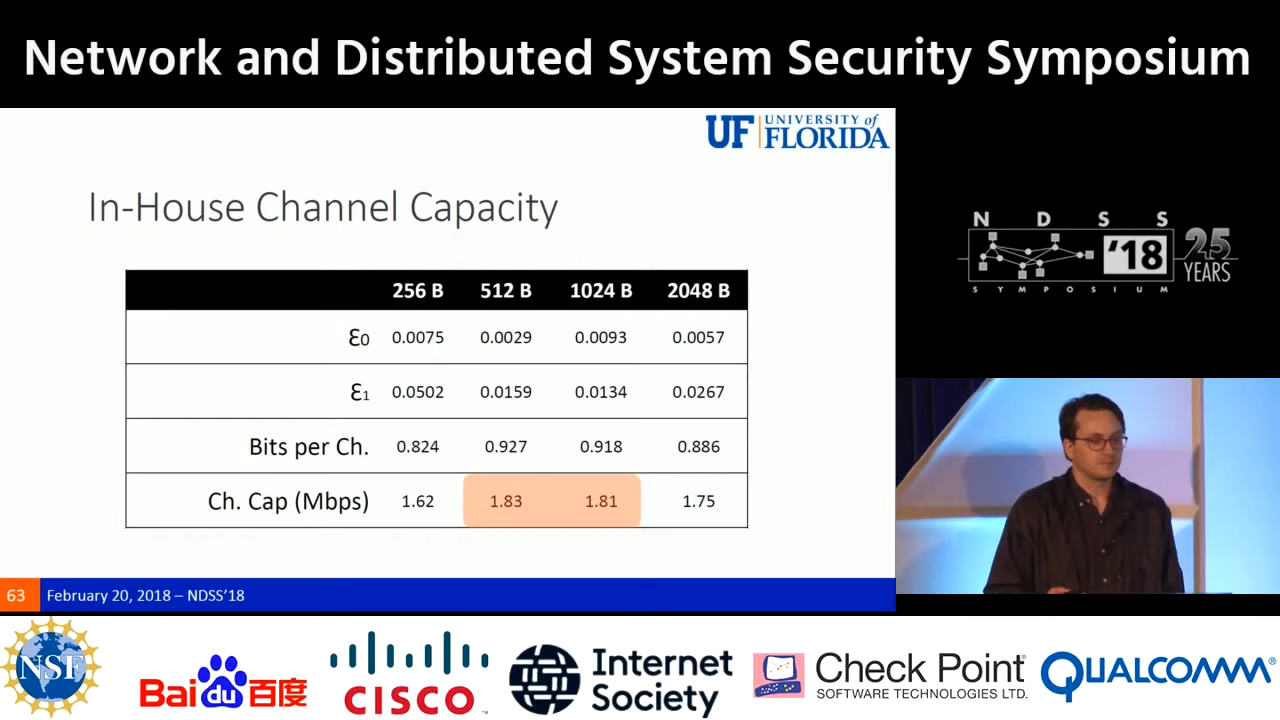 Network and Distributed System Security Symposium
UF UNIVERSITY of FLORIDA
In-House Channel Capacity
256 B 512 B 1024 B 2048 B
Ɛ0 0.0075 0.0029 0.0093 0.0057
Ɛ1 0.0502 0.0159 0.0134 0.0267
Bits per Ch. 0.824 0.927 0.918 0.886
Ch. Cap (Mbps) 1.62 1.83 1.81 1.75
63 February 20, 2018 – NDSS'18
N D S S
'18
25
YEARS
S Y M P O S I U M
NSF
Baidu百度
CISCO™
Internet
Society
Check Point®
SOFTWARE TECHNOLOGIES LTD.
QUALCOMM®